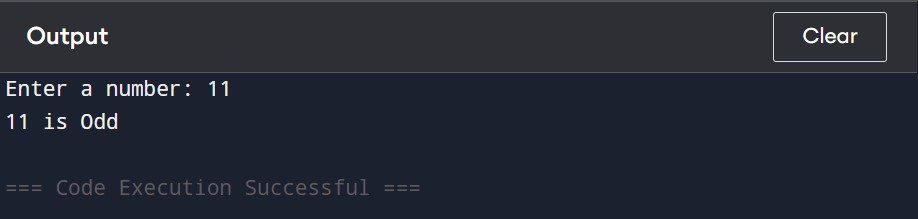 Output
Clear
Enter a number: 11
11 is Odd
=== Code Execution Successful ===